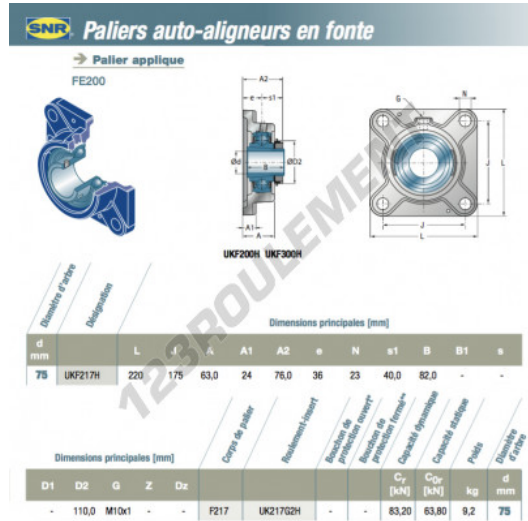 SNR Paliers auto-aligneurs en fonte
Palier applique
FE200
A2
e s1
Ød
B
ØD2
A1
A
UKF200H UKF300H
G
N
J
L
J
L
123ROULEMENT
Diamètre d'arbre
Désignation
Dimensions principales [mm]
d mm L J A A1 A2 e N s1 B B1 s
75 UKF217H 220 175 63,0 24 76,0 36 23 40,0 82,0 - -
Dimensions principales [mm]
Corps de palier
Roulement-insert
Bouchon de protection ouvert*
Bouchon de protection fermé**
Capacité dynamique
Capacité statique
Poids
Diamètre d'arbre
D1 D2 G Z Dz Cr [kN] C0r [kN] kg d mm
- 110,0 M10x1 - - F217 UK217G2H - - 83,20 63,80 9,2 75